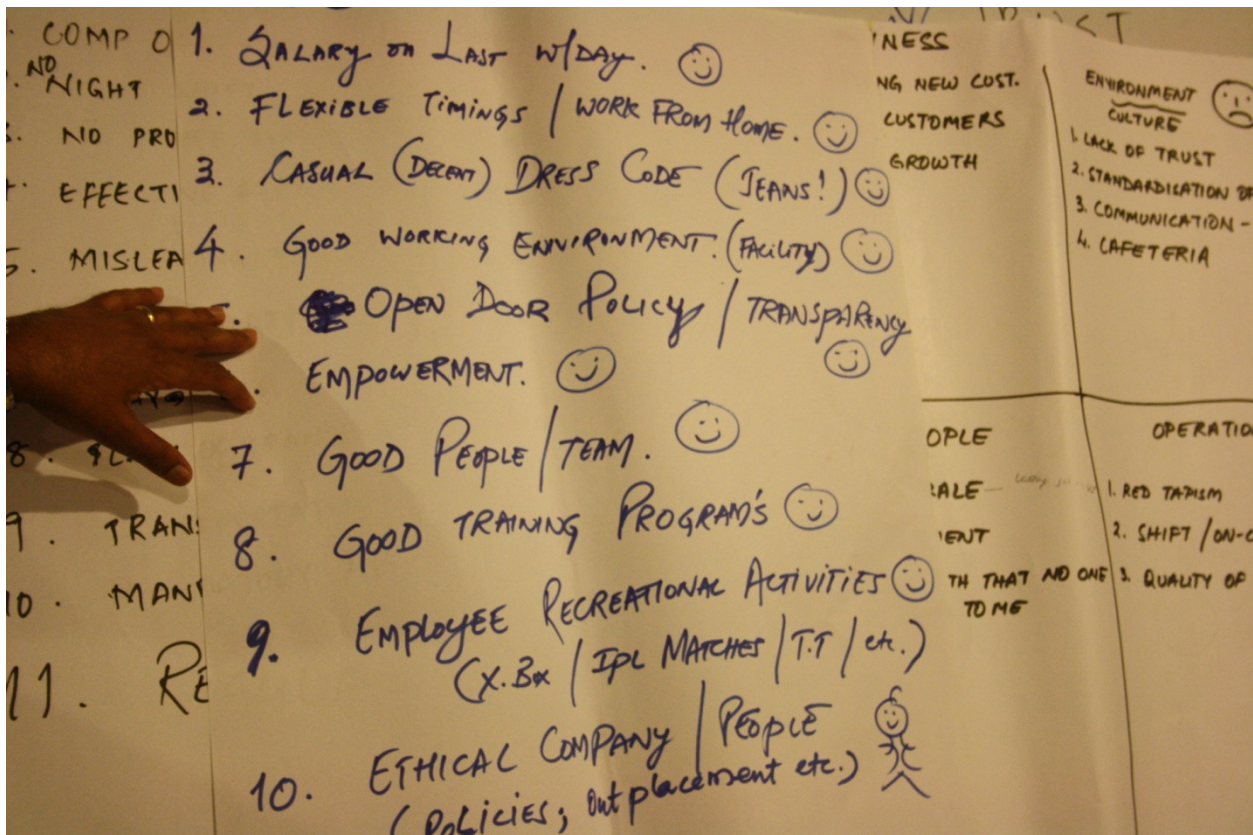 COMP O
NO
NIGHT
NO PRO
EFFECTI
5. MISLEA
8.
9. TRANS
10. MAN
11. RE
1. SALARY ON LAST W/DAY.
2. FLEXIBLE TIMINGS / WORK FROM HOME.
3. CASUAL (DECENT) DRESS CODE (JEANS!)
4. GOOD WORKING ENVIRONMENT. (FACILITY)
OPEN DOOR POLICY / TRANSPARENCY
EMPOWERMENT.
7. GOOD PEOPLE / TEAM.
8. GOOD TRAINING PROGRAM'S
9. EMPLOYEE RECREATIONAL ACTIVITIES
(X.BOX / IPL MATCHES / T.T / etc.)
10. ETHICAL COMPANY / PEOPLE
(POLICIES; Outplacement etc.)
NESS
NG NEW CUST.
CUSTOMERS
GROWTH
ENVIRONMENT
CULTURE
1. LACK OF TRUST
2. STANDARDISATION OF
3. COMMUNICATION -
4. CAFETERIA
OPLE
RALE
ENT
TH THAT NO ONE
TO ME
OPERATIO
1. RED TAPISM
2. SHIFT / ON-C
3. QUALITY OF